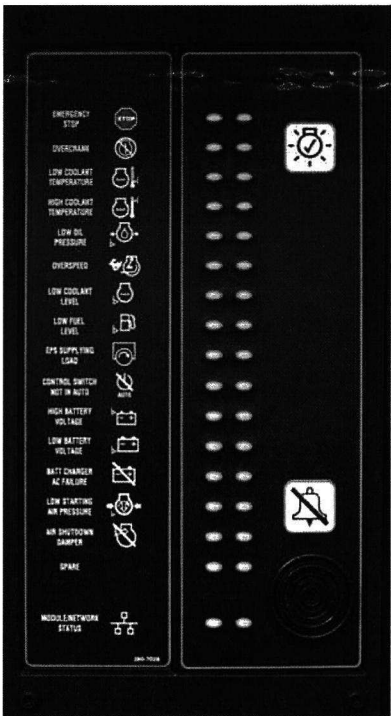 EMERGENCY
STOP
STOP
OVERCRANK
LOW COOLANT
TEMPERATURE
HIGH COOLANT
TEMPERATURE
LOW OIL
PRESSURE
OVERSPEED
LOW COOLANT
LEVEL
LOW FUEL
LEVEL
EPS SUPPLYING
LOAD
CONTROL SWITCH
NOT IN AUTO
AUTO
HIGH BATTERY
VOLTAGE
LOW BATTERY
VOLTAGE
BATT CHARGER
AC FAILURE
LOW STARTING
AIR PRESSURE
AIR SHUTDOWN
DAMPER
SPARE
MODULE/NETWORK
STATUS